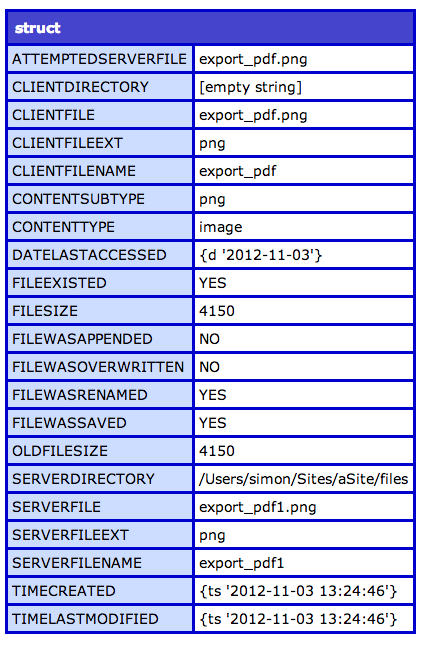 struct
ATTEMPTEDSERVERFILE export_pdf.png
CLIENTDIRECTORY [empty string]
CLIENTFILE export_pdf.png
CLIENTFILEEXT png
CLIENTFILENAME export_pdf
CONTENTSUBTYPE png
CONTENTTYPE image
DATELASTACCESSED {d '2012-11-03'}
FILEEXISTED YES
FILESIZE 4150
FILEWASAPPENDED NO
FILEWASOVERWRITTEN NO
FILEWASRENAMED YES
FILEWASSAVED YES
OLDFILESIZE 4150
SERVERDIRECTORY /Users/simon/Sites/aSite/files
SERVERFILE export_pdf1.png
SERVERFILEEXT png
SERVERFILENAME export_pdf1
TIMECREATED {ts '2012-11-03 13:24:46'}
TIMELASTMODIFIED {ts '2012-11-03 13:24:46'}